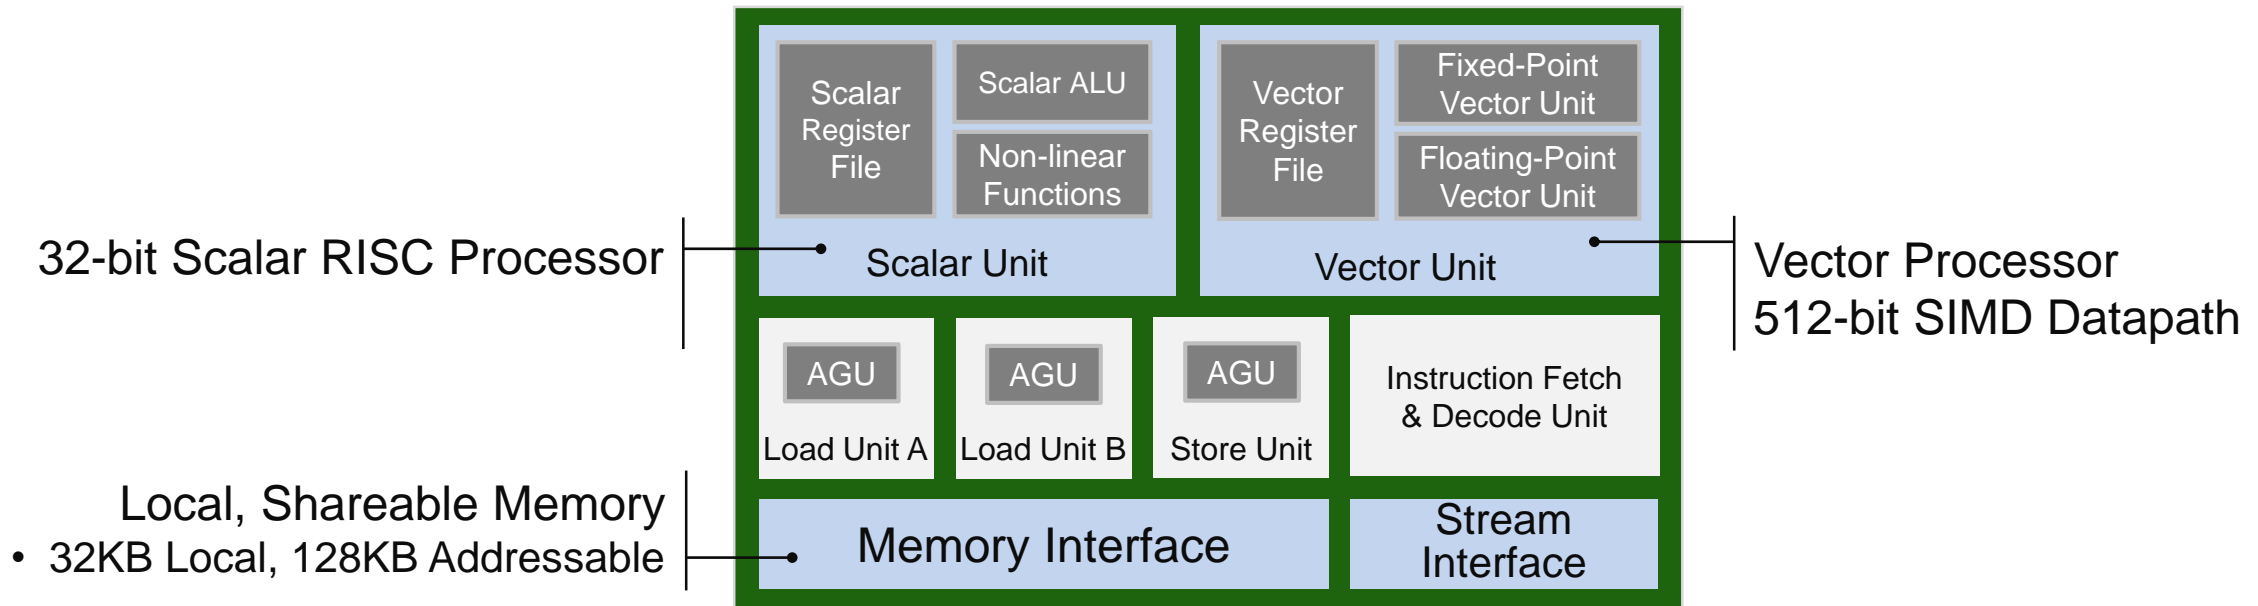 Scalar
Register
File
Scalar ALU
Non-linear
Functions
Scalar Unit
Vector
Register
File
Fixed-Point
Vector Unit
Floating-Point
Vector Unit
Vector Unit
32-bit Scalar RISC Processor
Vector Processor
512-bit SIMD Datapath
AGU
Load Unit A
AGU
Load Unit B
AGU
Store Unit
Instruction Fetch
& Decode Unit
Local, Shareable Memory
• 32KB Local, 128KB Addressable
Memory Interface
Stream
Interface